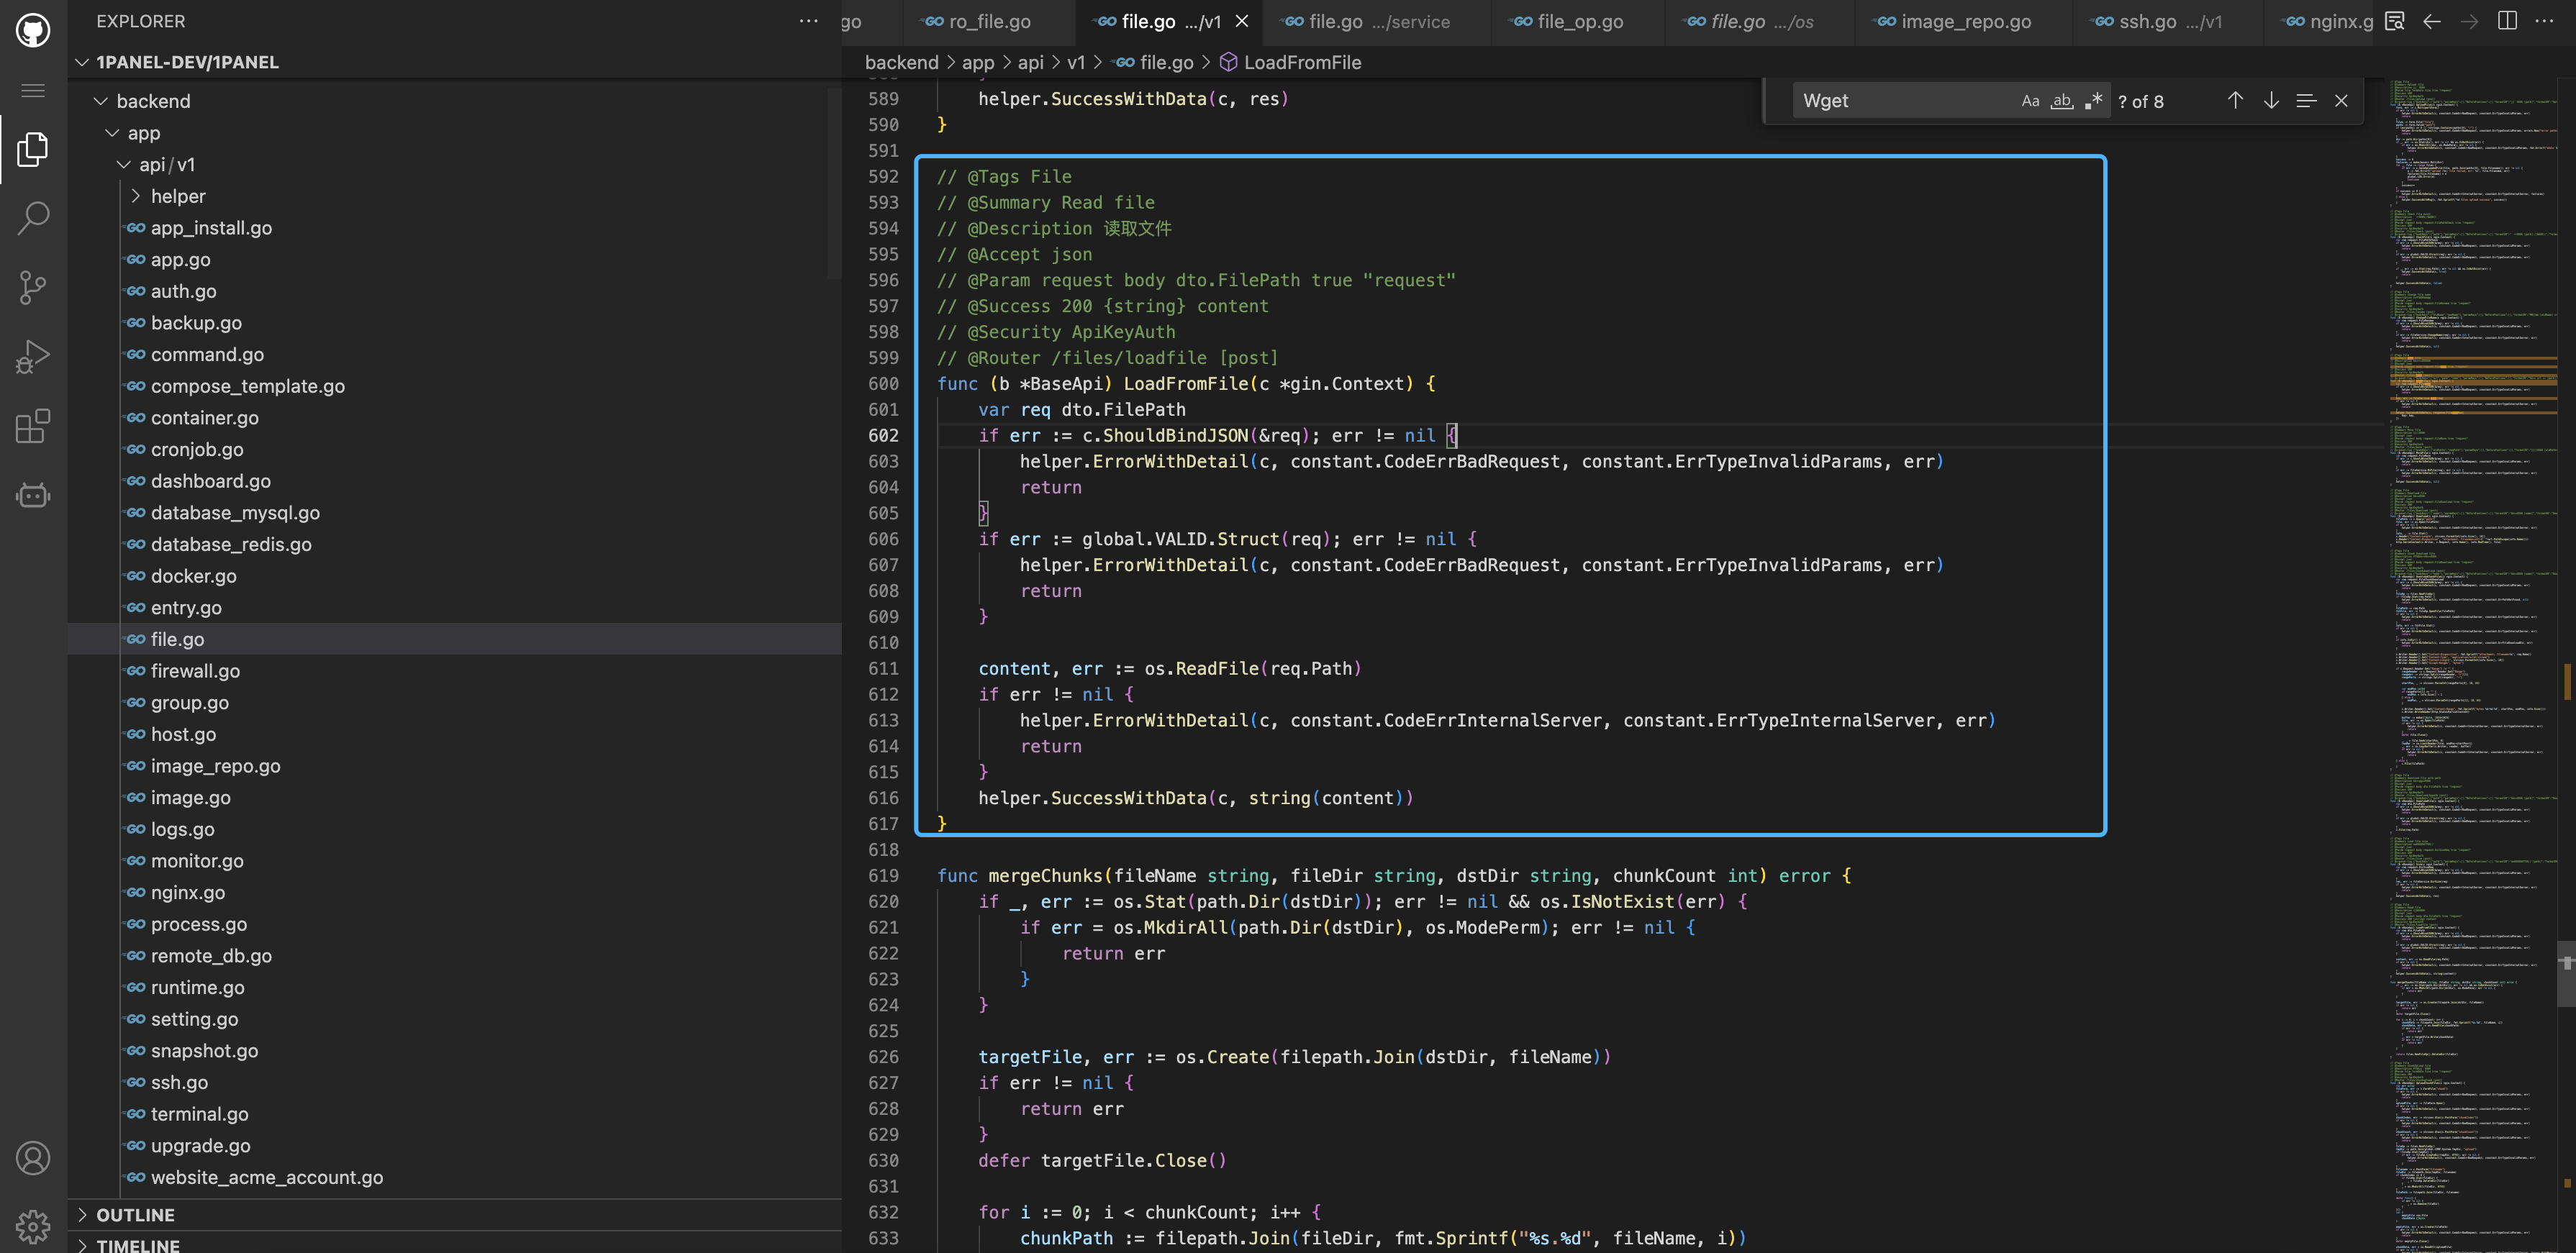 EXPLORER
1PANEL-DEV/1PANEL
backend
app
api/v1
helper
app_install.go
app.go
auth.go
backup.go
command.go
compose_template.go
container.go
cronjob.go
dashboard.go
database_mysql.go
database_redis.go
docker.go
entry.go
file.go
firewall.go
group.go
host.go
image_repo.go
image.go
logs.go
monitor.go
nginx.go
process.go
remote_db.go
runtime.go
setting.go
snapshot.go
ssh.go
terminal.go
upgrade.go
website_acme_account.go
OUTLINE
TIMELINE
go ro_file.go file.go .../v1 file.go .../service file_op.go file.go .../os image_repo.go ssh.go .../v1 nginx.g
backend > app > api > v1 > file.go > LoadFromFile
Wget Aa ab ? of 8
589 helper.SuccessWithData(c, res)
590 }
591
592 // @Tags File
593 // @Summary Read file
594 // @Description 读取文件
595 // @Accept json
596 // @Param request body dto.FilePath true "request"
597 // @Success 200 {string} content
598 // @Security ApiKeyAuth
599 // @Router /files/loadfile [post]
600 func (b *BaseApi) LoadFromFile(c *gin.Context) {
601 var req dto.FilePath
602 if err := c.ShouldBindJSON(&req); err != nil {
603 helper.ErrorWithDetail(c, constant.CodeErrBadRequest, constant.ErrTypeInvalidParams, err)
604 return
605 }
606 if err := global.VALID.Struct(req); err != nil {
607 helper.ErrorWithDetail(c, constant.CodeErrBadRequest, constant.ErrTypeInvalidParams, err)
608 return
609 }
610
611 content, err := os.ReadFile(req.Path)
612 if err != nil {
613 helper.ErrorWithDetail(c, constant.CodeErrInternalServer, constant.ErrTypeInternalServer, err)
614 return
615 }
616 helper.SuccessWithData(c, string(content))
617 }
618
619 func mergeChunks(fileName string, fileDir string, dstDir string, chunkCount int) error {
620 if _, err := os.Stat(path.Dir(dstDir)); err != nil && os.IsNotExist(err) {
621 if err = os.MkdirAll(path.Dir(dstDir), os.ModePerm); err != nil {
622 return err
623 }
624 }
625
626 targetFile, err := os.Create(filepath.Join(dstDir, fileName))
627 if err != nil {
628 return err
629 }
630 defer targetFile.Close()
631
632 for i := 0; i < chunkCount; i++ {
633 chunkPath := filepath.Join(fileDir, fmt.Sprintf("%s.%d", fileName, i))